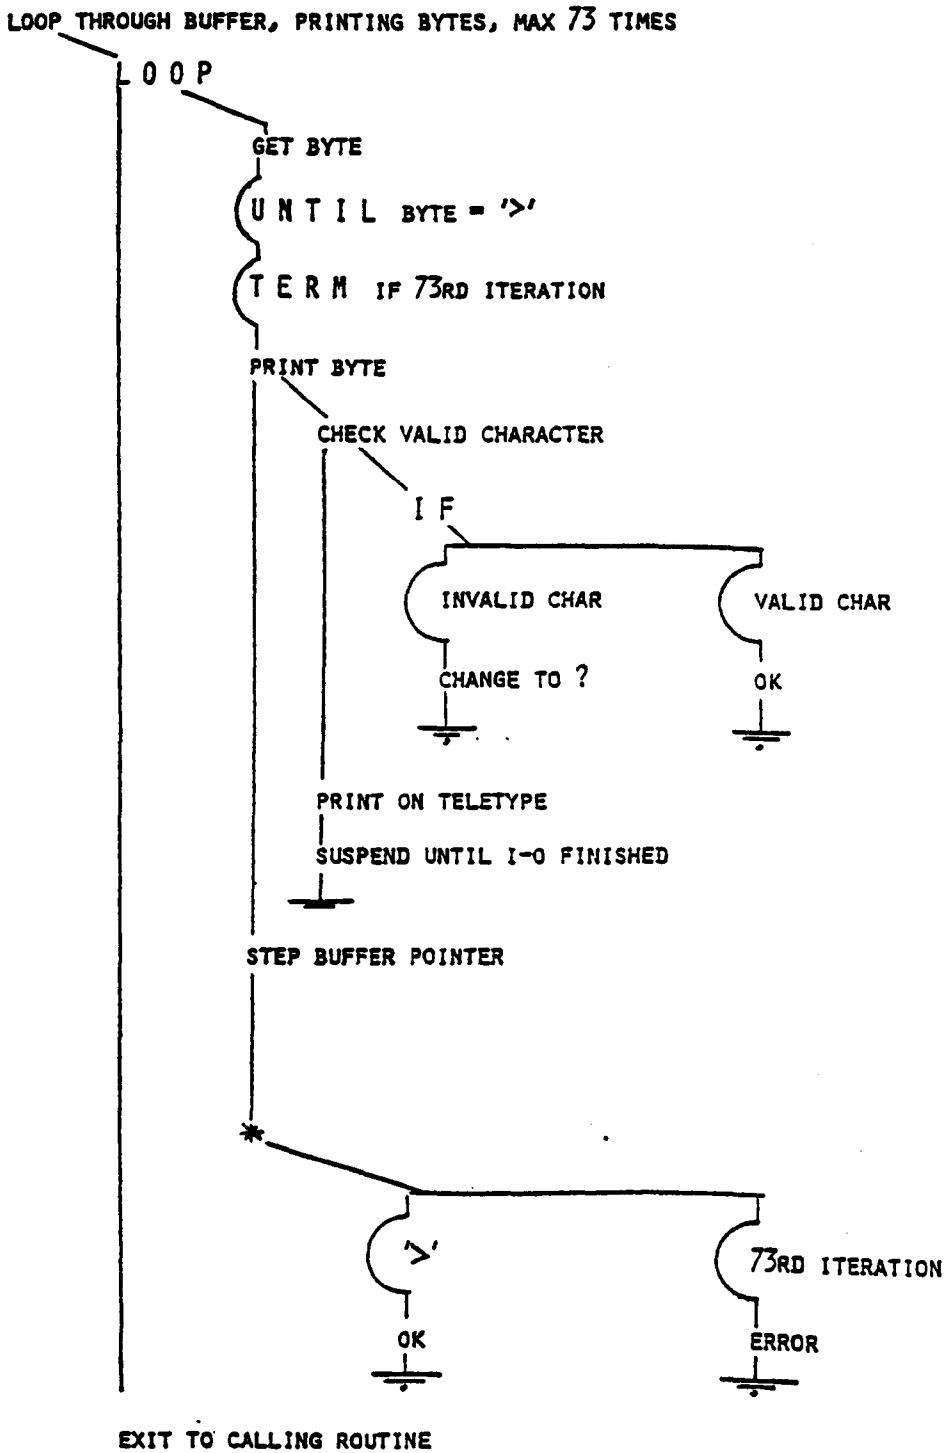 LOOP THROUGH BUFFER, PRINTING BYTES, MAX 73 TIMES
LOOP
GET BYTE
UNTIL BYTE = '>'
TERM IF 73RD ITERATION
PRINT BYTE
CHECK VALID CHARACTER
IF
INVALID CHAR VALID CHAR
CHANGE TO ? OK
PRINT ON TELETYPE
SUSPEND UNTIL I-O FINISHED
STEP BUFFER POINTER
*
'>' 73RD ITERATION
OK ERROR
EXIT TO CALLING ROUTINE